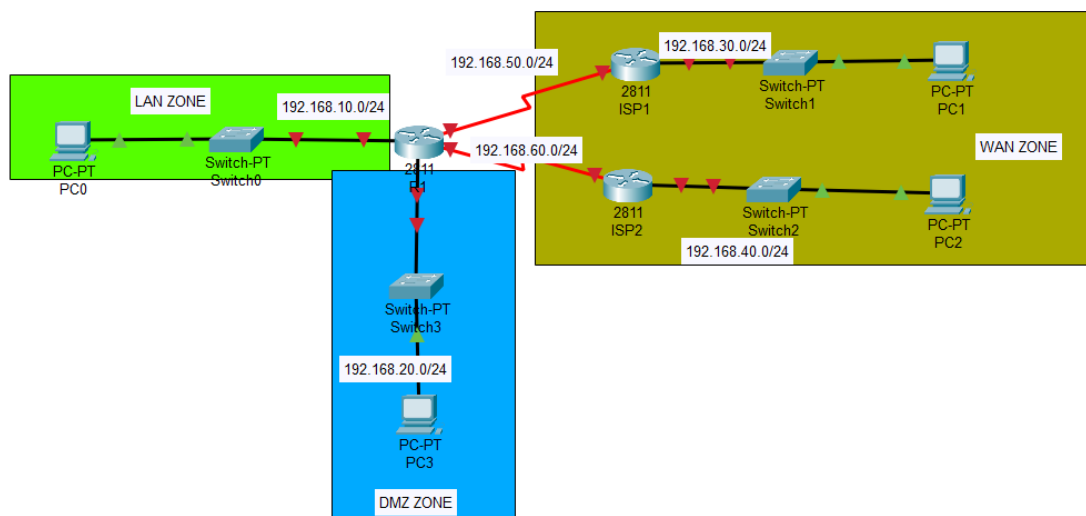 LAN ZONE
192.168.10.0/24
PC-PT
PC0
Switch-PT
Switch0
2811
R1
192.168.50.0/24
192.168.60.0/24
2811
ISP1
192.168.30.0/24
Switch-PT
Switch1
PC-PT
PC1
WAN ZONE
2811
ISP2
Switch-PT
Switch2
192.168.40.0/24
PC-PT
PC2
Switch-PT
Switch3
192.168.20.0/24
PC-PT
PC3
DMZ ZONE